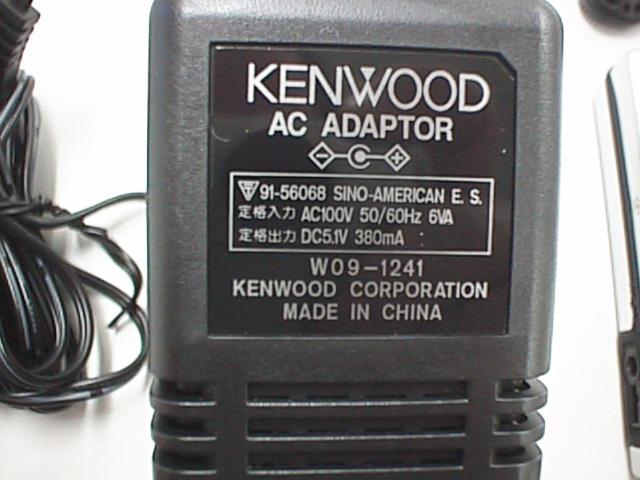 KENWOOD
AC ADAPTOR
91-56068 SINO-AMERICAN E. S.
定格入力 AC100V 50/60Hz 6VA
定格出力 DC5.1V 380mA
W09-1241
KENWOOD CORPORATION
MADE IN CHINA